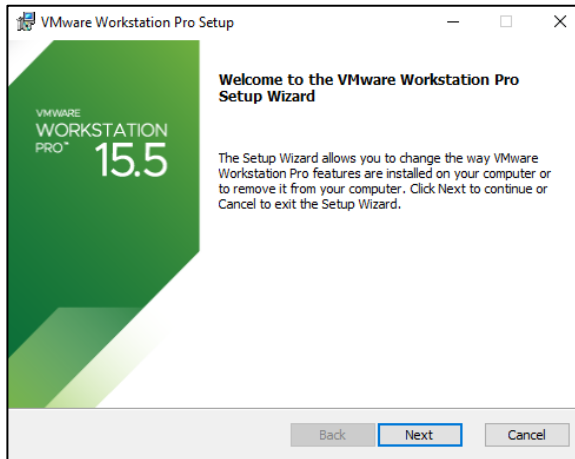 VMware Workstation Pro Setup
VMWARE
WORKSTATION
PRO™ 15.5
Welcome to the VMware Workstation Pro
Setup Wizard
The Setup Wizard allows you to change the way VMware
Workstation Pro features are installed on your computer or
to remove it from your computer. Click Next to continue or
Cancel to exit the Setup Wizard.
Back Next Cancel